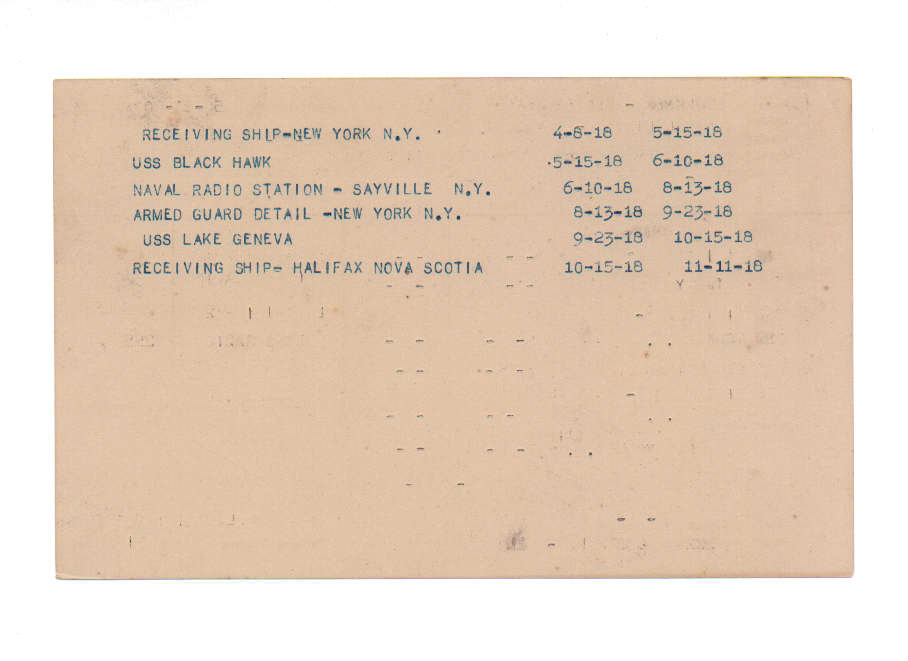 RECEIVING SHIP-NEW YORK N.Y. 4-8-18 5-15-18
USS BLACK HAWK 5-15-18 6-10-18
NAVAL RADIO STATION - SAYVILLE N.Y. 6-10-18 8-13-18
ARMED GUARD DETAIL -NEW YORK N.Y. 8-13-18 9-23-18
USS LAKE GENEVA 9-23-18 10-15-18
RECEIVING SHIP- HALIFAX NOVA SCOTIA 10-15-18 11-11-18